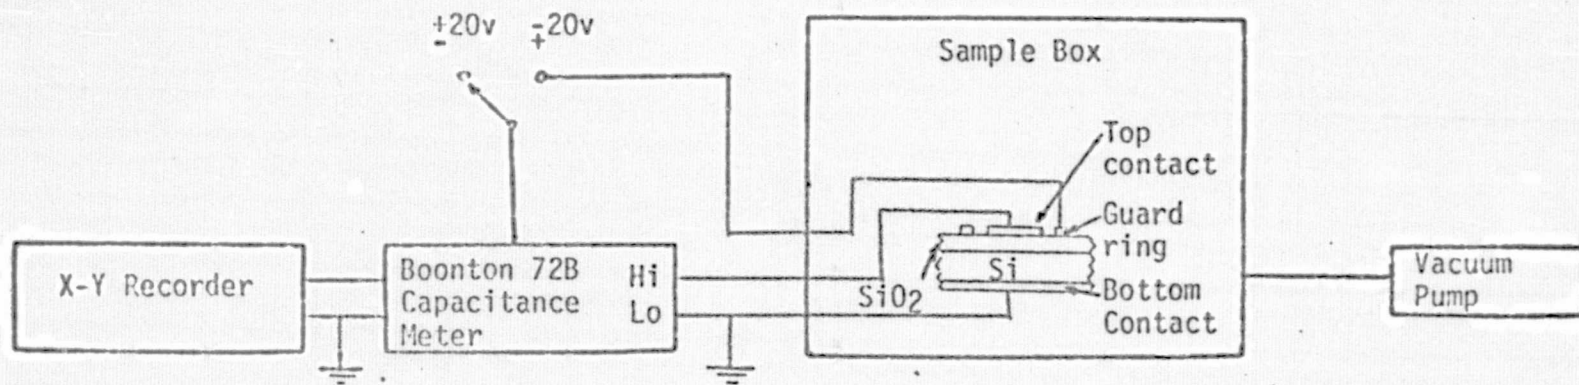 ±20v
∓20v
Sample Box
Top
contact
Guard
ring
Si
SiO₂
Bottom
Contact
X-Y Recorder
Boonton 72B
Capacitance
Meter
Hi
Lo
Vacuum
Pump